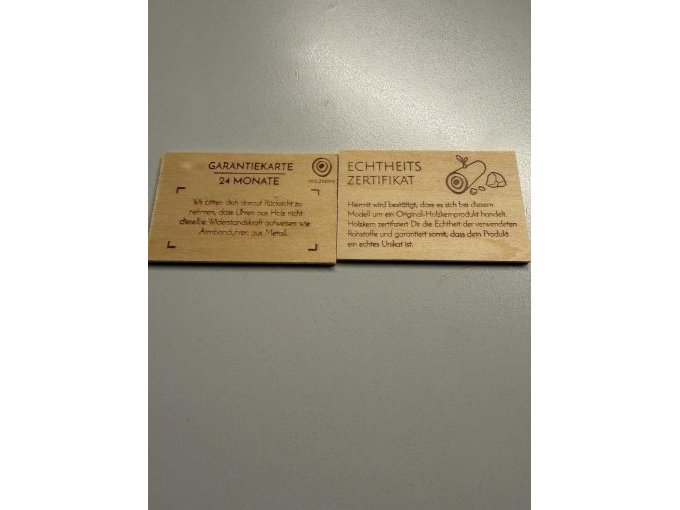 GARANTIEKARTE
24 MONATE
HOLZKERN
Wir bitten dich darauf Rücksicht zu
nehmen, dass Uhren aus Holz nicht
dieselbe Widerstandskraft aufweisen wie
Armbanduhren aus Metall.
ECHTHEITS
ZERTIFIKAT
Hiermit wird bestätigt, dass es sich bei diesem
Modell um ein Original-Holzkernprodukt handelt.
Holzkern zertifiziert Dir die Echtheit der verwendeten
Rohstoffe und garantiert somit, dass dein Produkt
ein echtes Unikat ist.